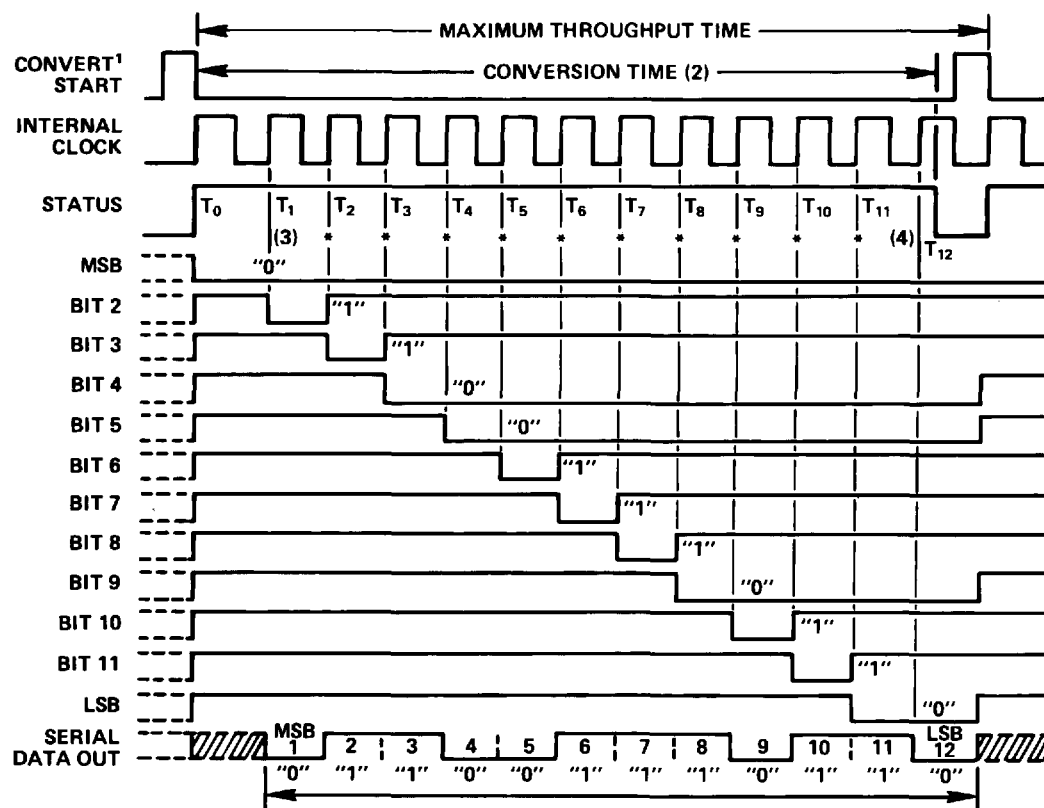 MAXIMUM THROUGHPUT TIME
CONVERT¹
START
CONVERSION TIME (2)
INTERNAL
CLOCK
STATUS T₀ T₁ T₂ T₃ T₄ T₅ T₆ T₇ T₈ T₉ T₁₀ T₁₁
(3) * * * * * * * * * * (4) T₁₂
MSB "0"
BIT 2 "1"
BIT 3 "1"
BIT 4 "0"
BIT 5 "0"
BIT 6 "1"
BIT 7 "1"
BIT 8 "1"
BIT 9 "0"
BIT 10 "1"
BIT 11 "1"
LSB "0"
SERIAL
DATA OUT
MSB LSB
1 2 3 4 5 6 7 8 9 10 11 12
"0" "1" "1" "0" "0" "1" "1" "1" "0" "1" "1" "0"